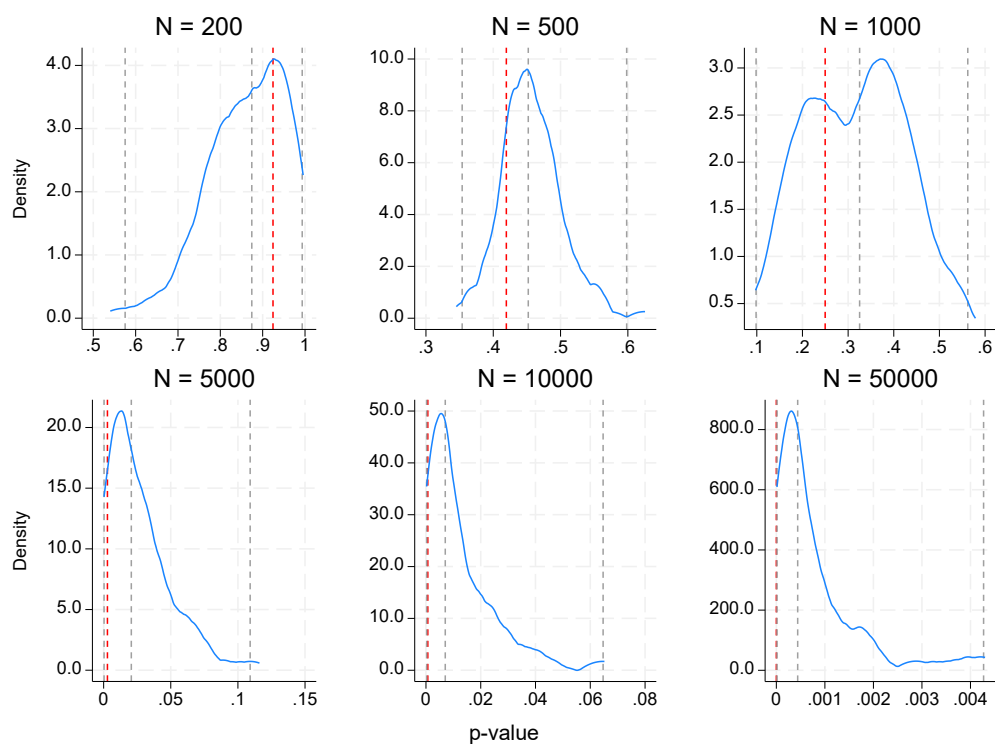 N = 200
N = 500
N = 1000
Density
4.0
3.0
2.0
1.0
0.0
.5 .6 .7 .8 .9 1
10.0
8.0
6.0
4.0
2.0
0.0
.3 .4 .5 .6
3.0
2.5
2.0
1.5
1.0
0.5
.1 .2 .3 .4 .5 .6
N = 5000
N = 10000
N = 50000
Density
20.0
15.0
10.0
5.0
0.0
0 .05 .1 .15
50.0
40.0
30.0
20.0
10.0
0.0
0 .02 .04 .06 .08
800.0
600.0
400.0
200.0
0.0
0 .001 .002 .003 .004
p-value